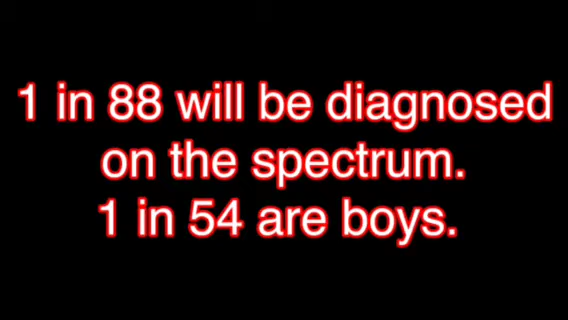 1 in 88 will be diagnosed
on the spectrum.
1 in 54 are boys.